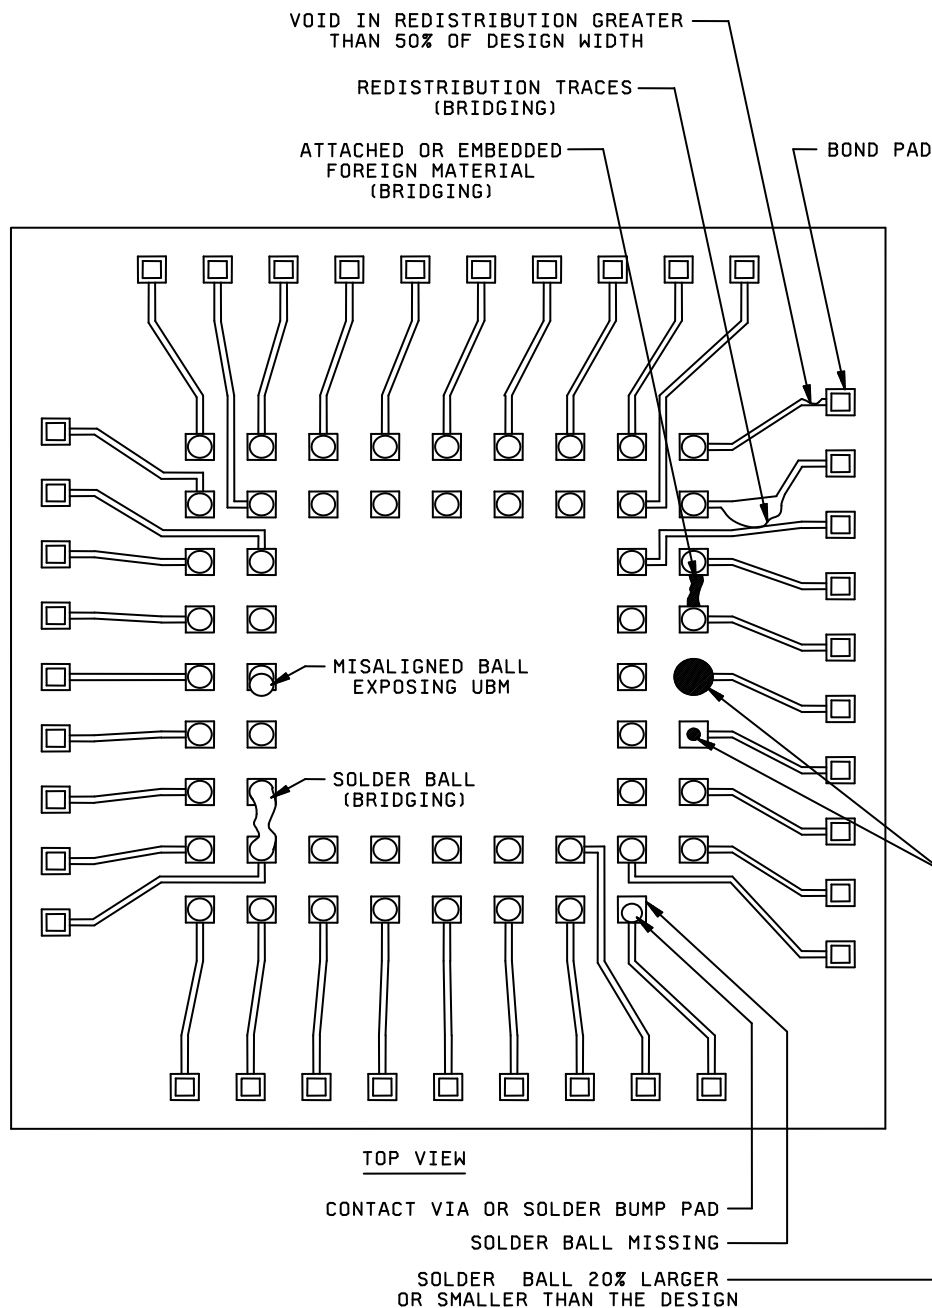 VOID IN REDISTRIBUTION GREATER
THAN 50% OF DESIGN WIDTH
REDISTRIBUTION TRACES
(BRIDGING)
ATTACHED OR EMBEDDED
FOREIGN MATERIAL
(BRIDGING)
BOND PAD
MISALIGNED BALL
EXPOSING UBM
SOLDER BALL
(BRIDGING)
TOP VIEW
CONTACT VIA OR SOLDER BUMP PAD
SOLDER BALL MISSING
SOLDER BALL 20% LARGER
OR SMALLER THAN THE DESIGN